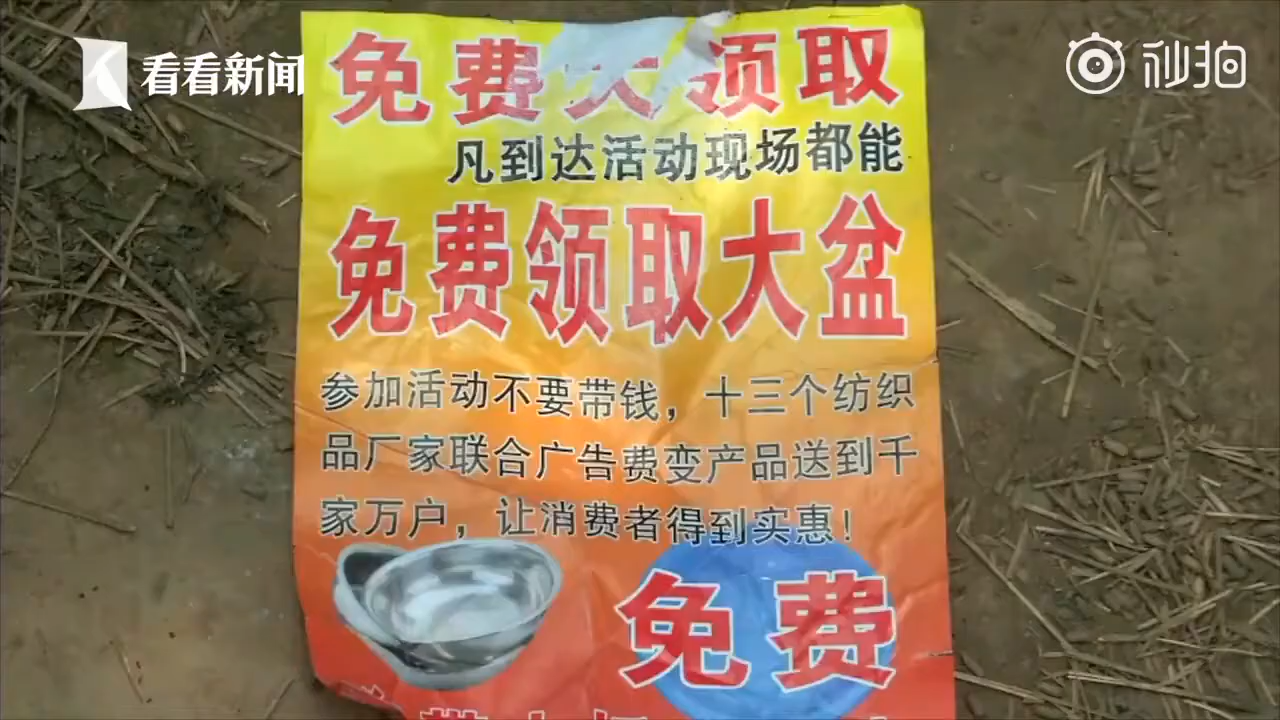 看看新闻
秒拍
免费大领取
凡到达活动现场都能
免费领取大盆
参加活动不要带钱，十三个纺织
品厂家联合广告费变产品送到千
家万户，让消费者得到实惠！
免费